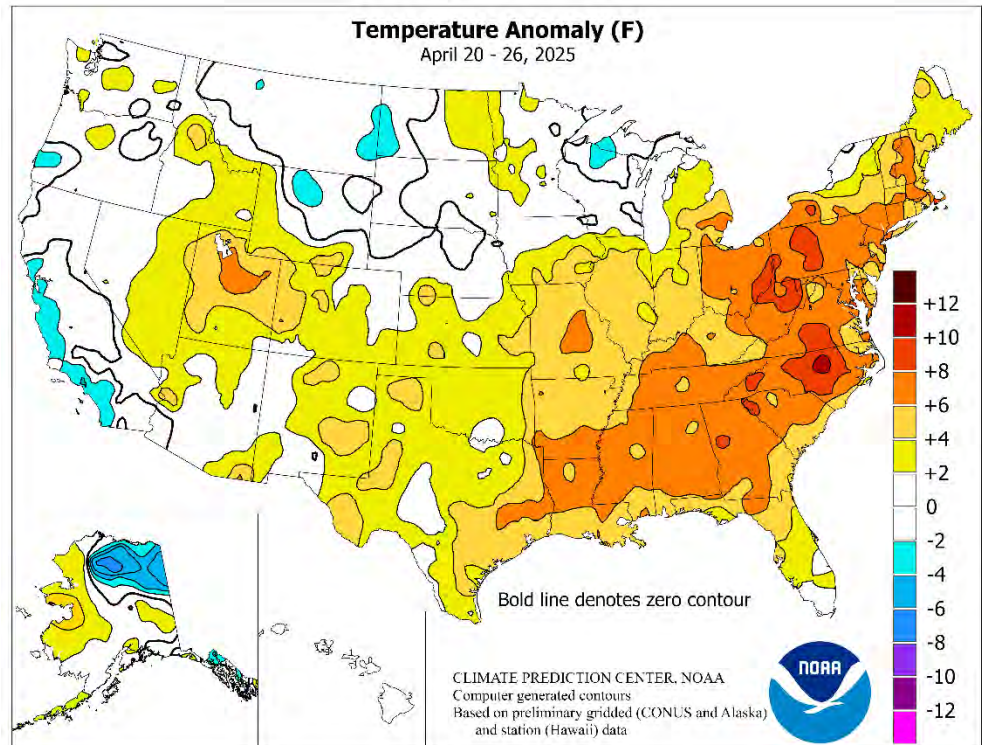 Temperature Anomaly (F)
April 20 - 26, 2025
+12
+10
+8
+6
+4
+2
0
-2
-4
-6
-8
-10
-12
Bold line denotes zero contour
CLIMATE PREDICTION CENTER, NOAA
Computer generated contours
Based on preliminary gridded (CONUS and Alaska)
and station (Hawaii) data
NOAA